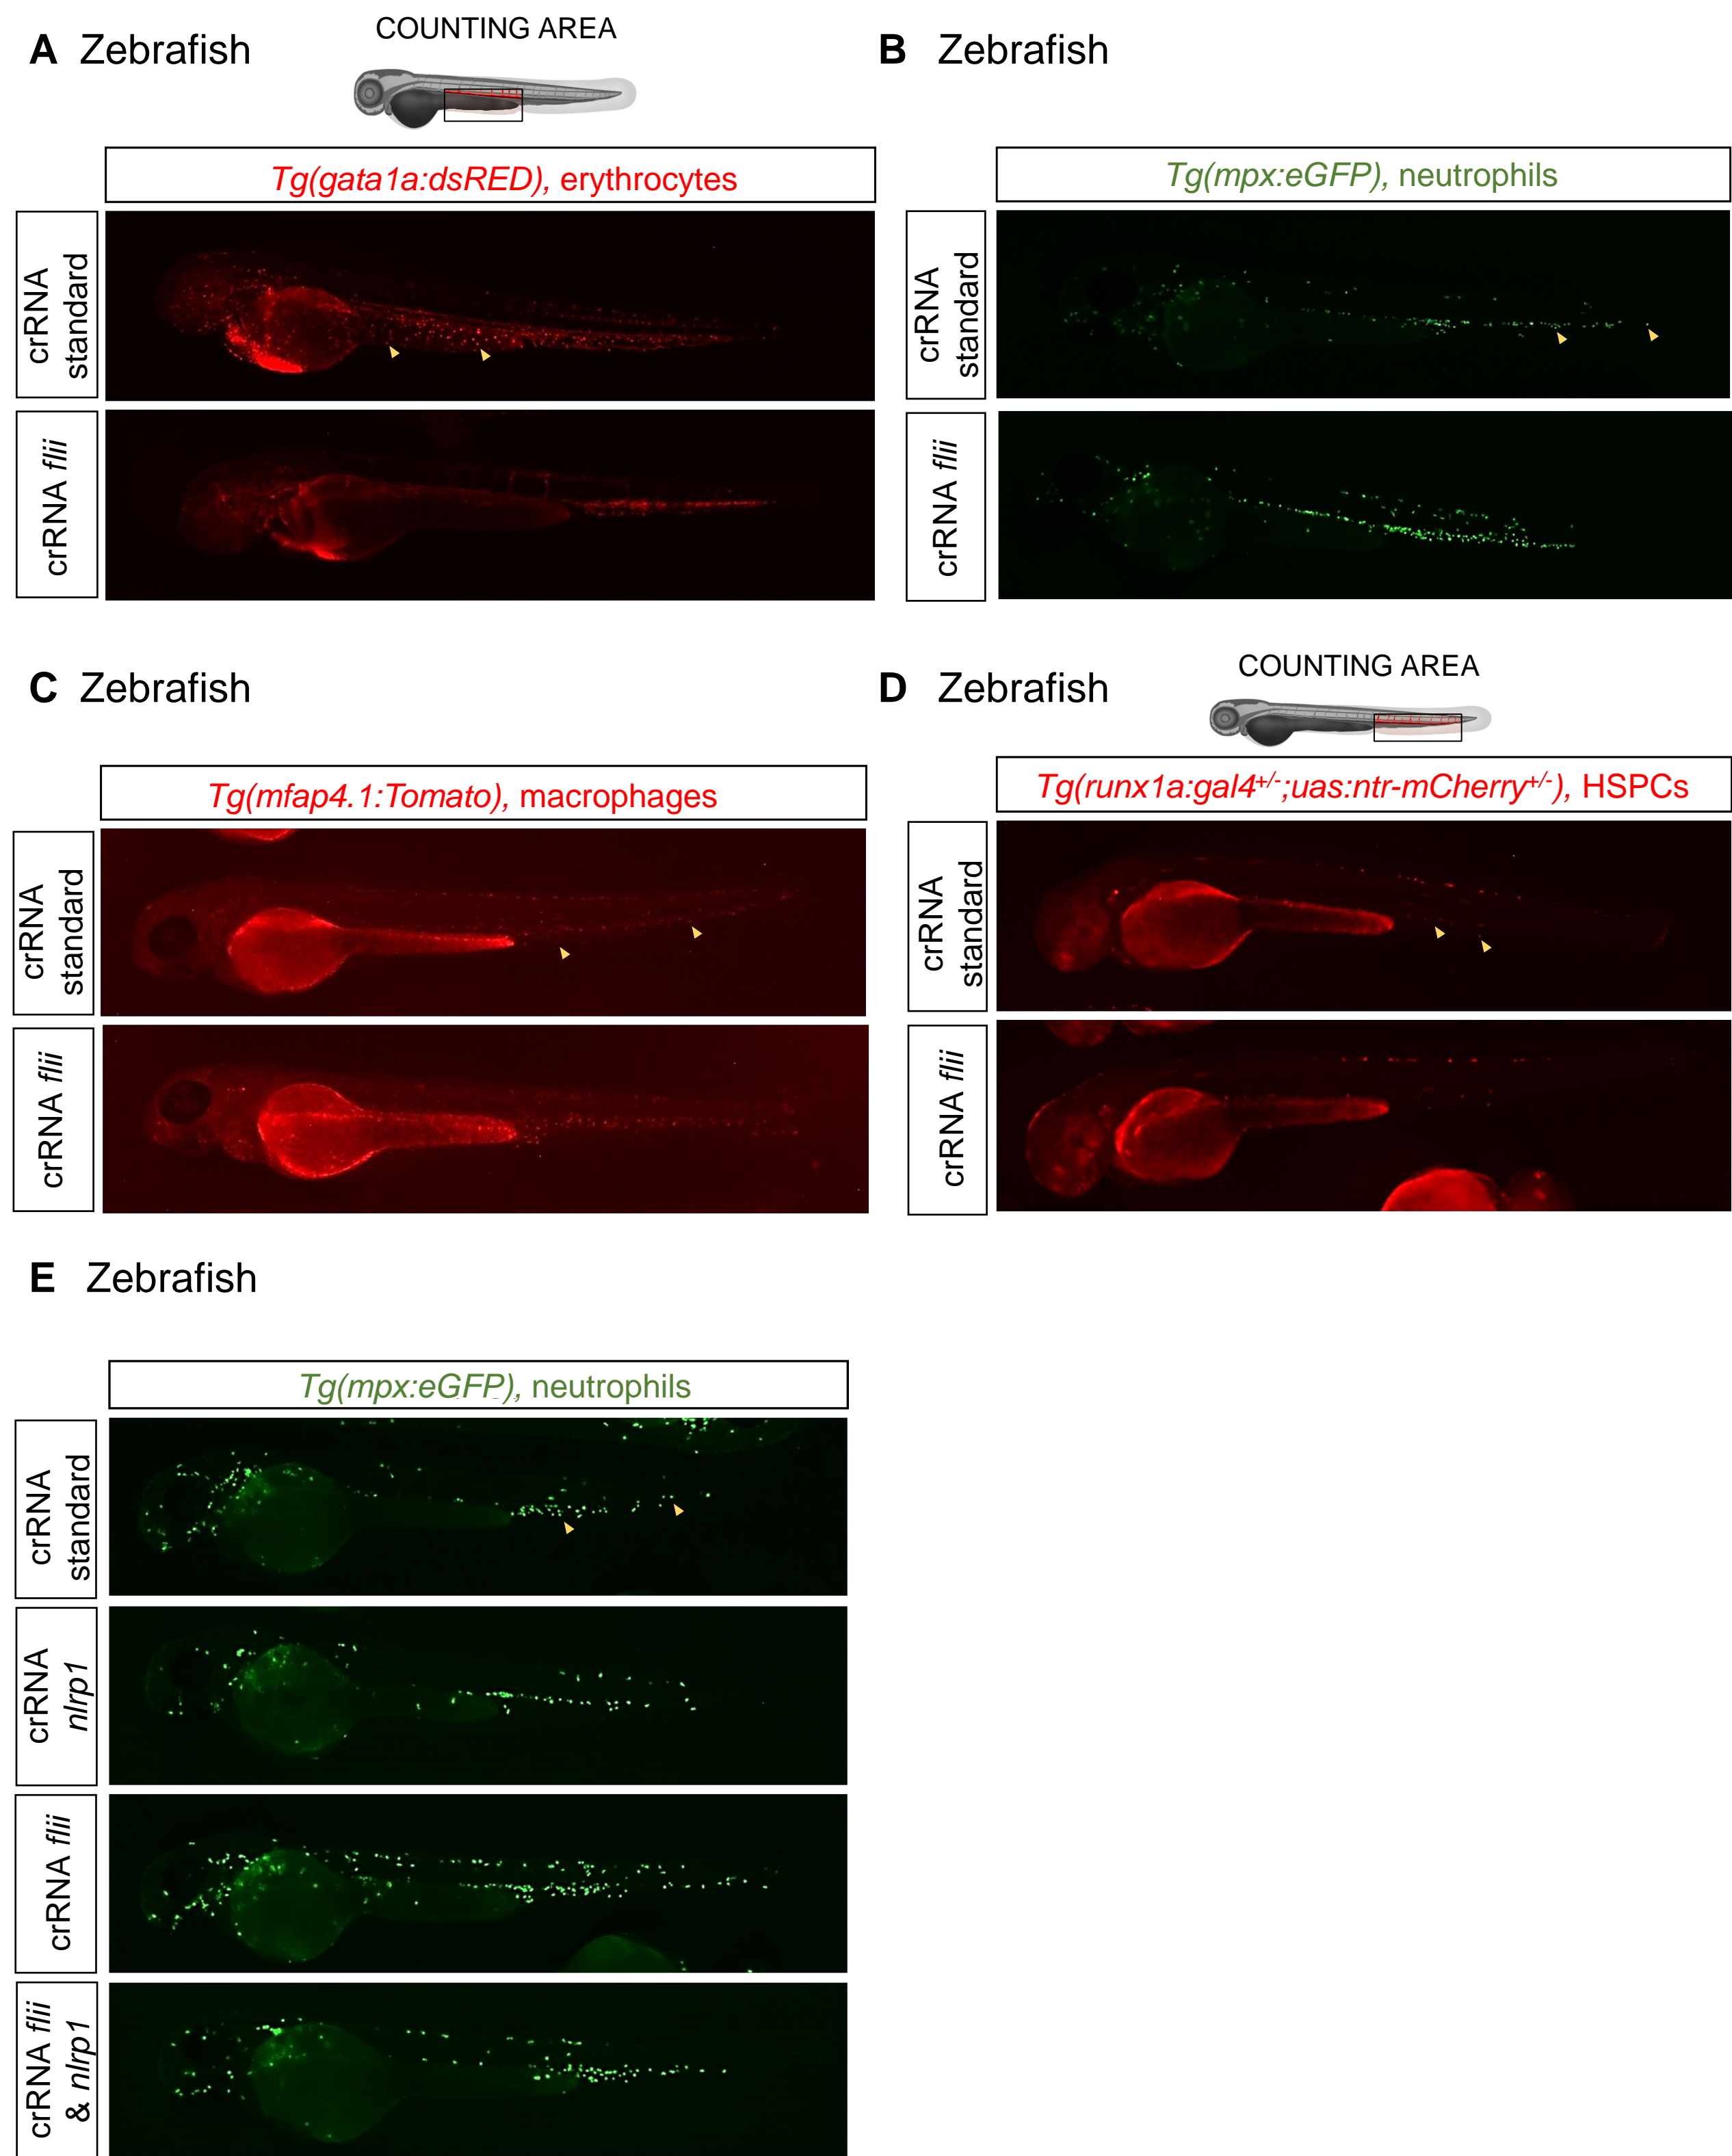 A Zebrafish
COUNTING AREA
Tg(gata1a:dsRED), erythrocytes
crRNA
standard
crRNA flii
B Zebrafish
Tg(mpx:eGFP), neutrophils
crRNA
standard
crRNA flii
C Zebrafish
Tg(mfap4.1:Tomato), macrophages
crRNA
standard
crRNA flii
D Zebrafish
COUNTING AREA
Tg(runx1a:gal4+/-;uas:ntr-mCherry+/-), HSPCs
crRNA
standard
crRNA flii
E Zebrafish
Tg(mpx:eGFP), neutrophils
crRNA
standard
crRNA
nlrp1
crRNA flii
crRNA flii
& nlrp1